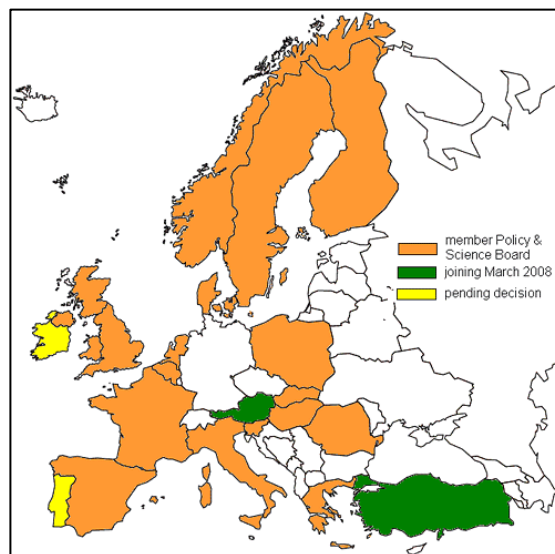 member Policy &
Science Board
joining March 2008
pending decision